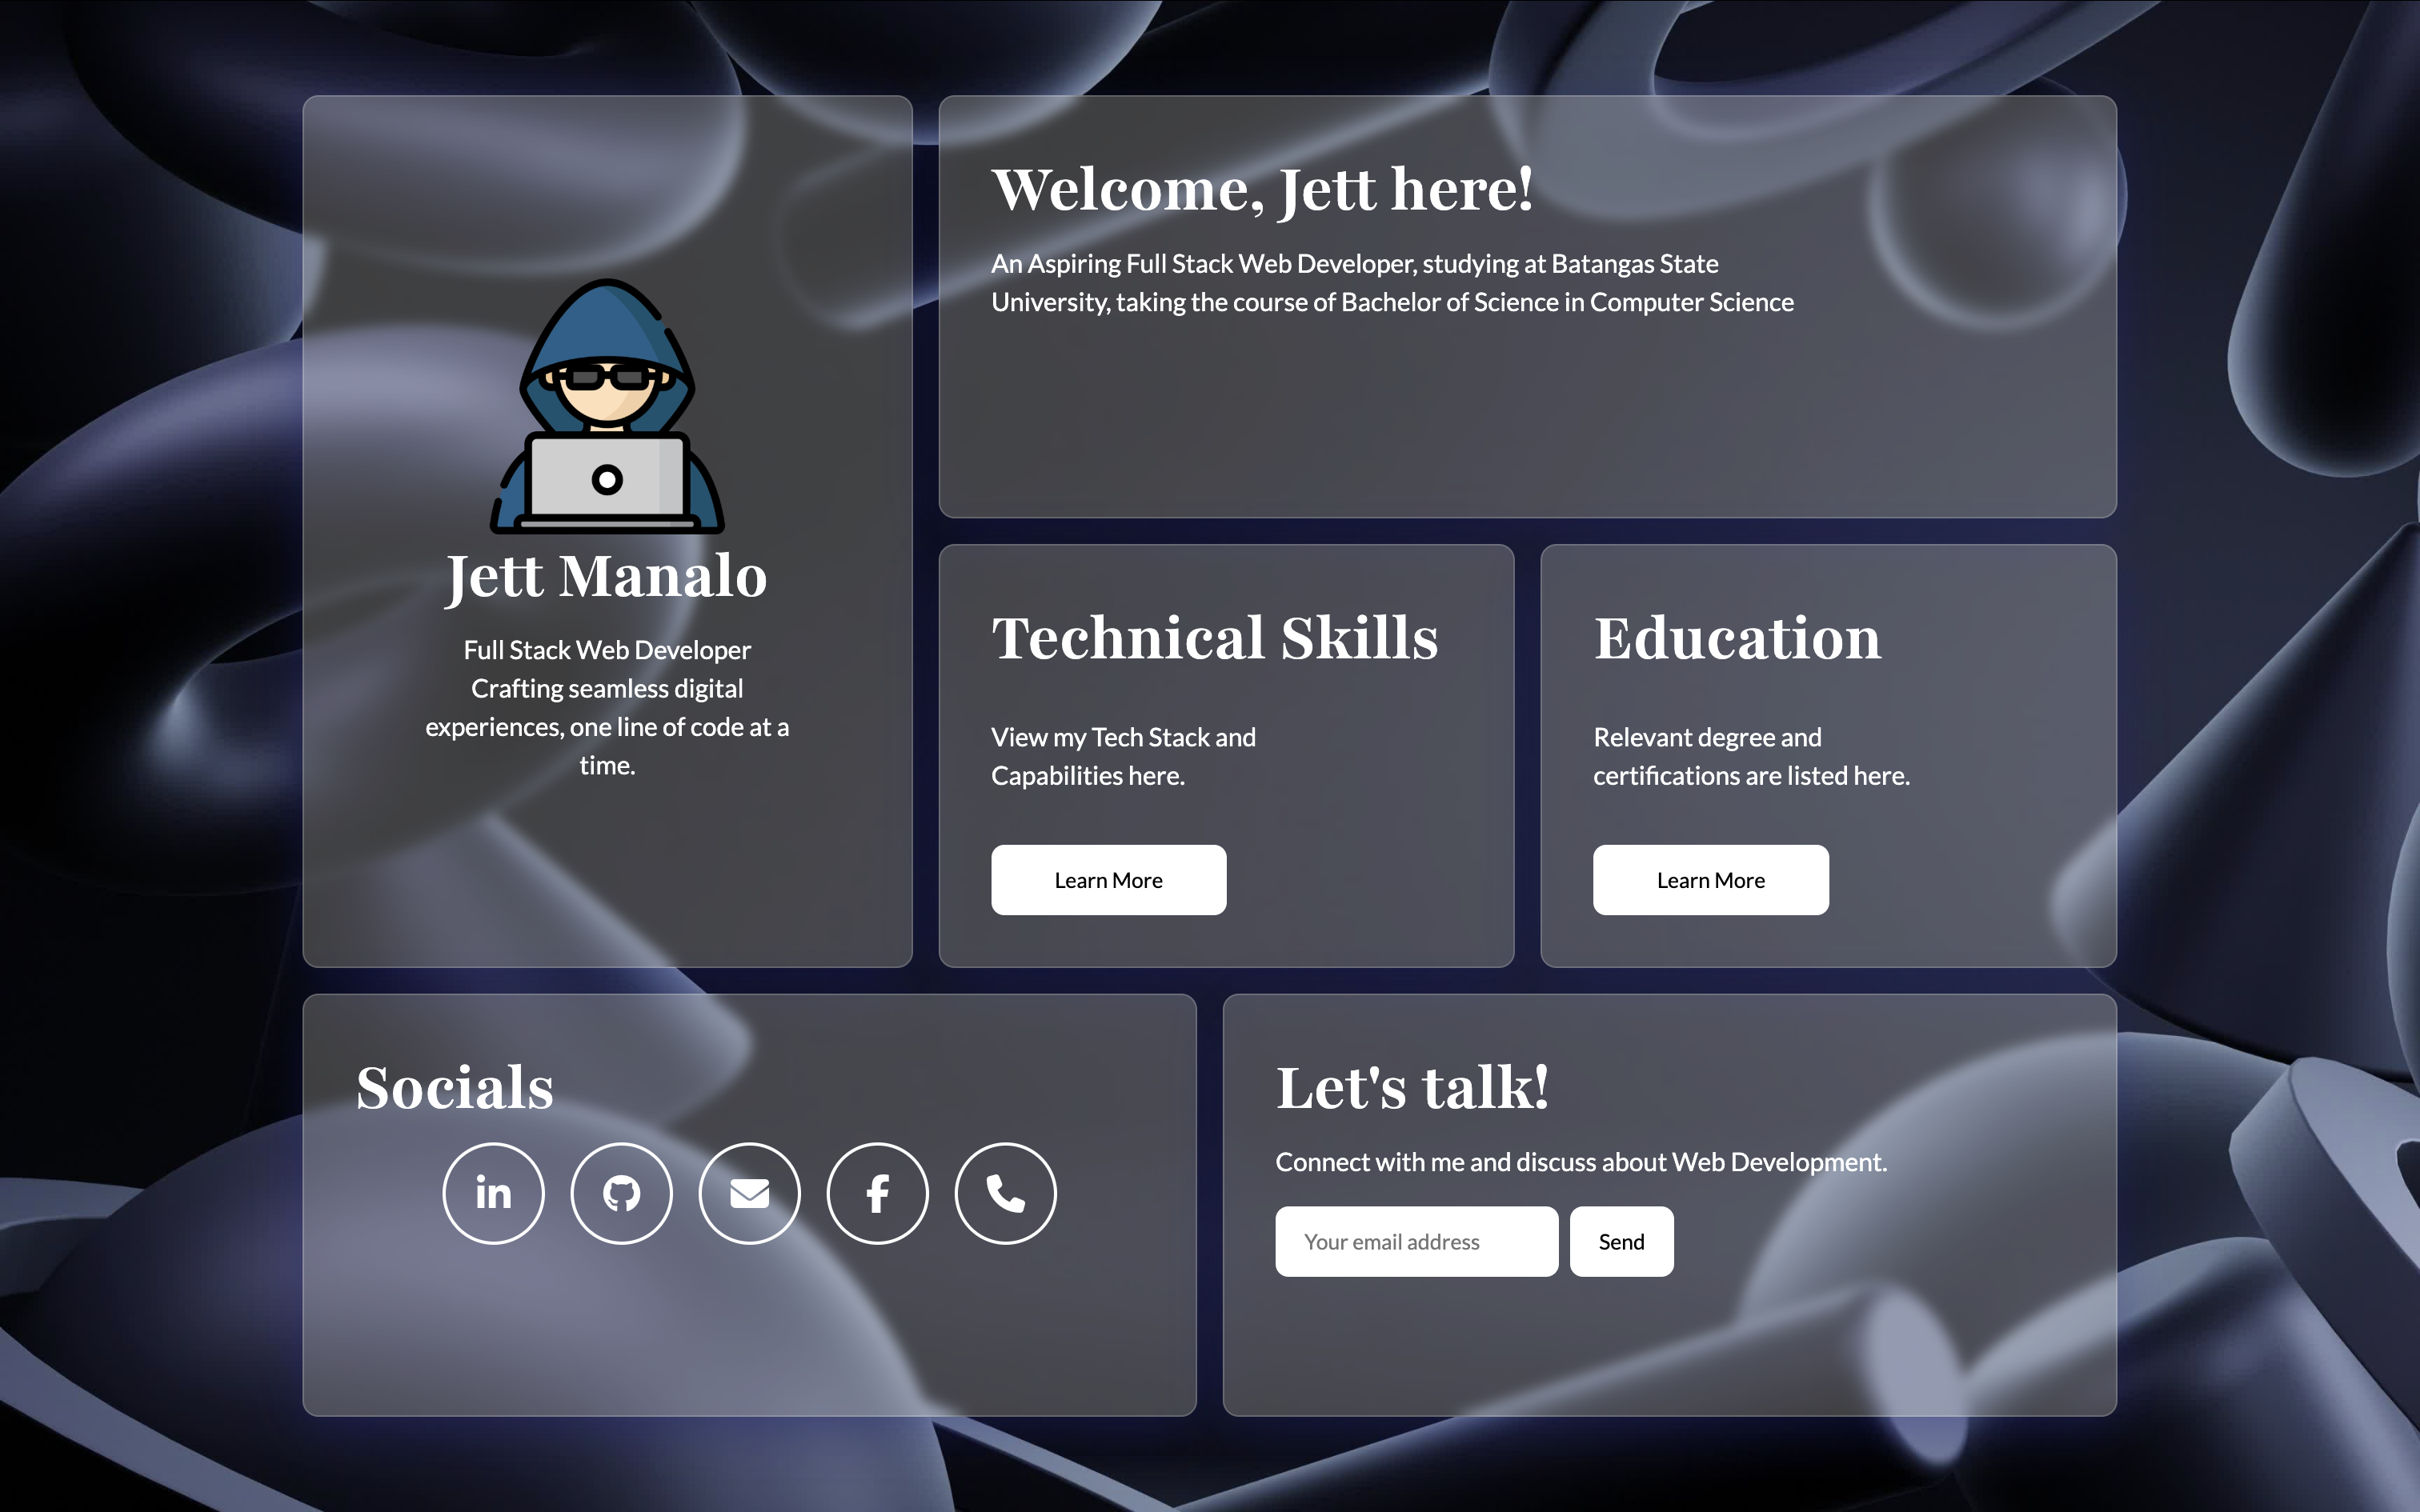 Jett Manalo
Full Stack Web Developer
Crafting seamless digital
experiences, one line of code at a
time.
Welcome, Jett here!
An Aspiring Full Stack Web Developer, studying at Batangas State
University, taking the course of Bachelor of Science in Computer Science
Technical Skills
View my Tech Stack and
Capabilities here.
Learn More
Education
Relevant degree and
certifications are listed here.
Learn More
Socials
in
f
Let's talk!
Connect with me and discuss about Web Development.
Your email address
Send